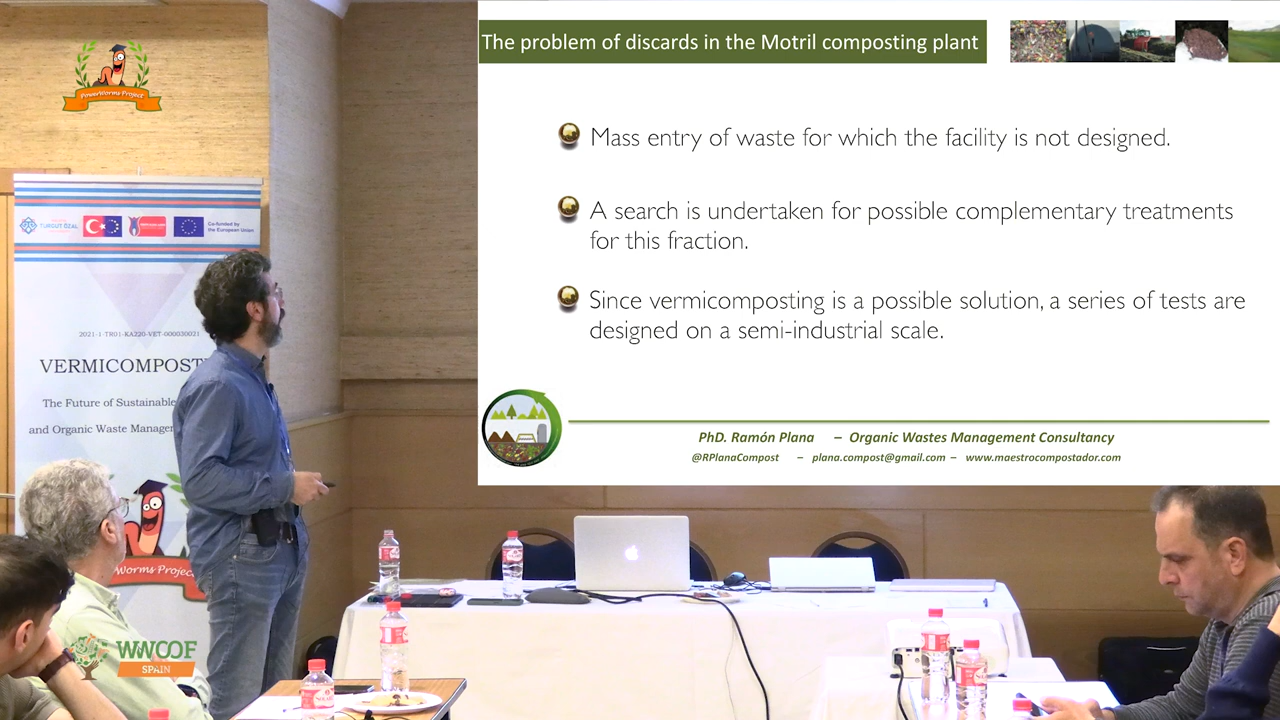 The problem of discards in the Motril composting plant
Mass entry of waste for which the facility is not designed.
A search is undertaken for possible complementary treatments
for this fraction.
Since vermicomposting is a possible solution, a series of tests are
designed on a semi-industrial scale.
PhD. Ramón Plana – Organic Wastes Management Consultancy
@RPlanaCompost – plana.compost@gmail.com – www.maestrocompostador.com
PowerWorms Project
TURGUT ÖZAL
Co-funded by
the European Union
2021-1-TR01-KA220-VET-000030021
VERMICOMPOST
The Future of Sustainable
and Organic Waste Manage
Worms Projec
WWOOF
SPAIN